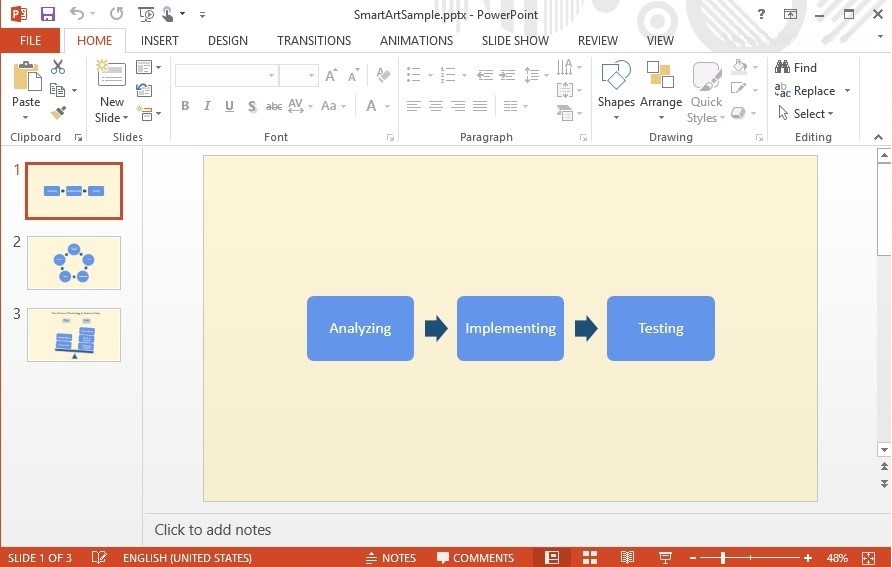 SmartArtSample.pptx - PowerPoint
FILE HOME INSERT DESIGN TRANSITIONS ANIMATIONS SLIDE SHOW REVIEW VIEW
Paste
New Slide
B I U S abc AV Aa A
Shapes Arrange Quick Styles
Find
Replace
Select
Clipboard Slides Font Paragraph Drawing Editing
1
2
3
Analyzing Implementing Testing
Click to add notes
SLIDE 1 OF 3 ENGLISH (UNITED STATES) NOTES COMMENTS 48%